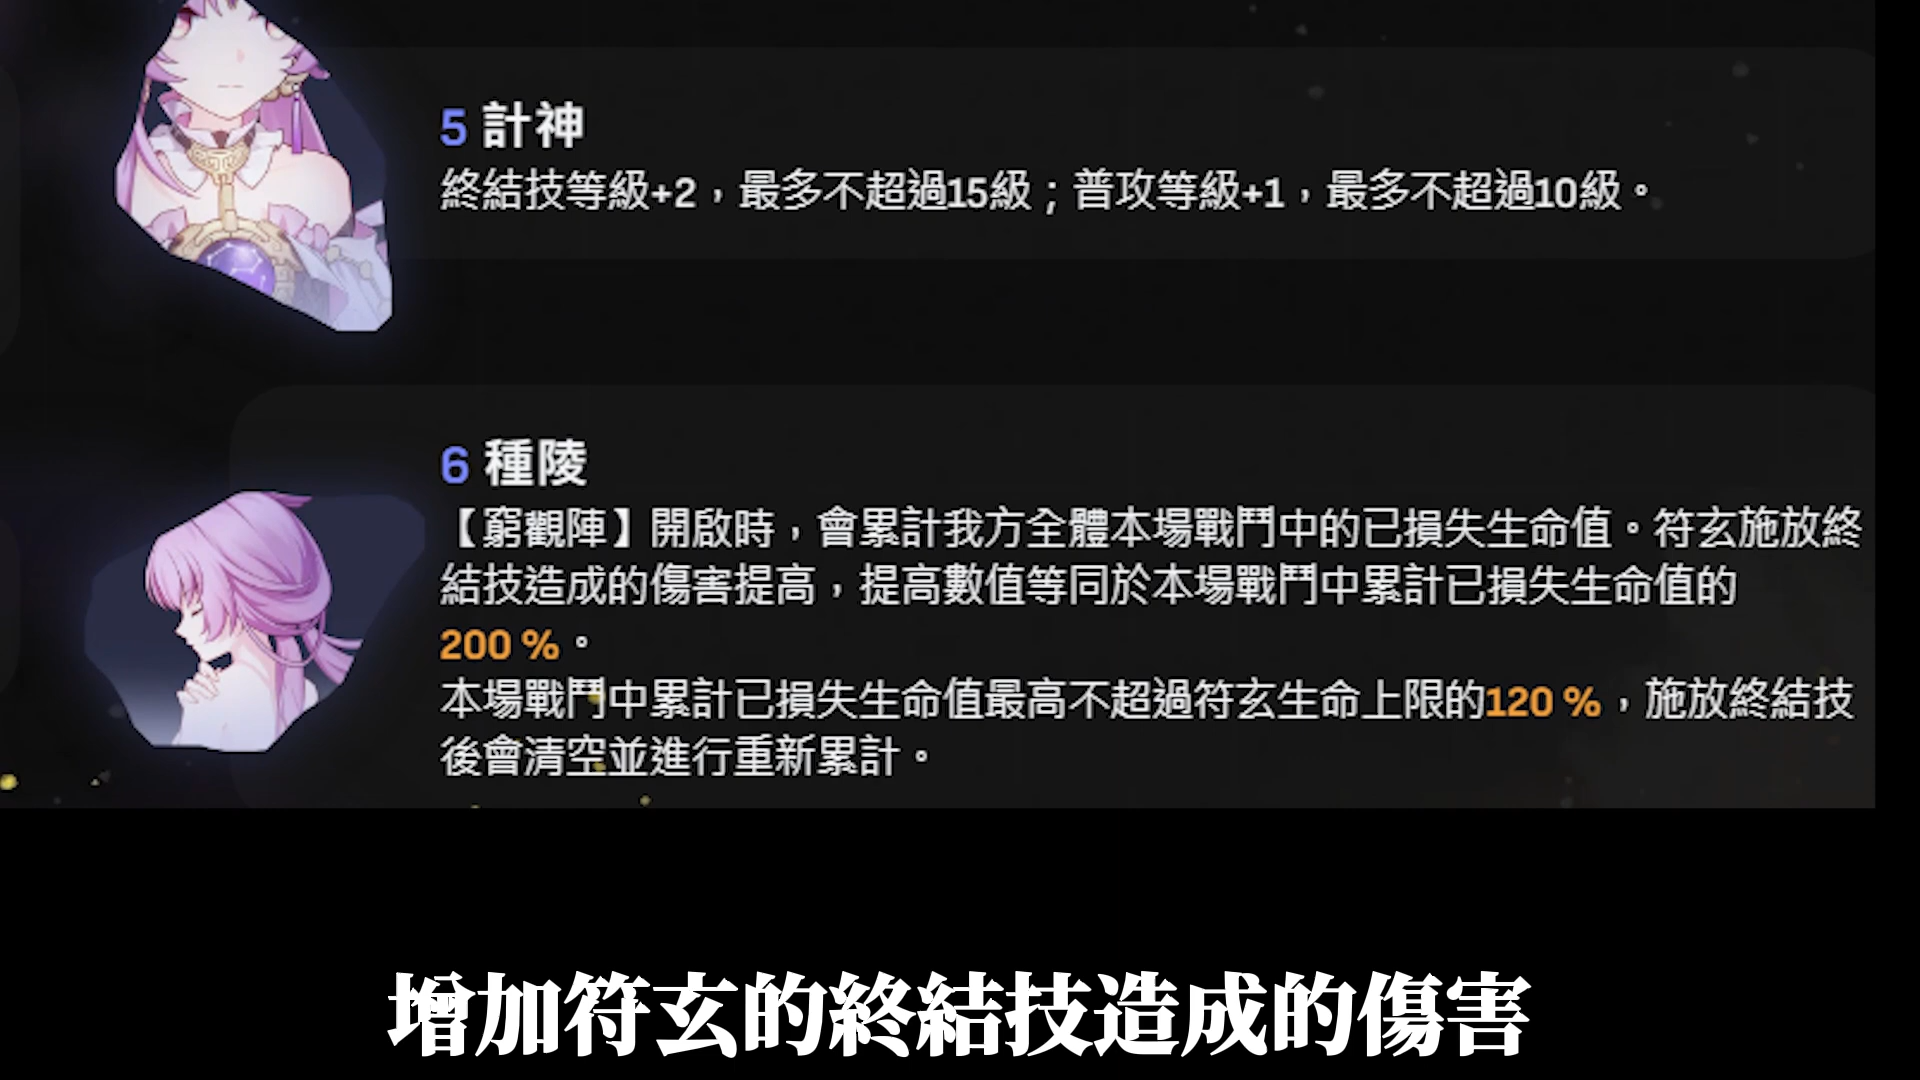 5 計神
終結技等級+2，最多不超過15級；普攻等級+1，最多不超過10級。
6 種陵
【窮觀陣】開啟時，會累計我方全體本場戰鬥中的已損失生命值。符玄施放終
結技造成的傷害提高，提高數值等同於本場戰鬥中累計已損失生命值的
200 %。
本場戰鬥中累計已損失生命值最高不超過符玄生命上限的120 %，施放終結技
後會清空並進行重新累計。
增加符玄的終結技造成的傷害